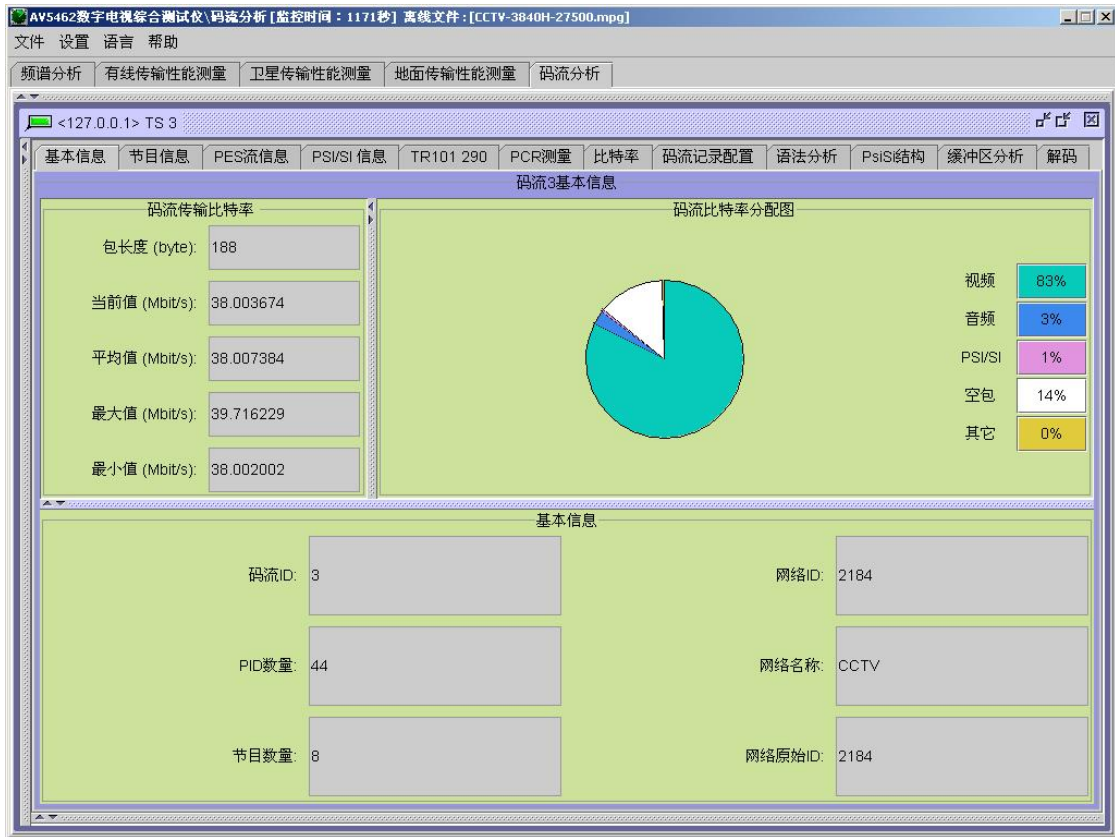 AV5462数字电视综合测试仪\码流分析 [监控时间：1171秒] 离线文件 : [CCTV-3840H-27500.mpg]
文件 设置 语言 帮助
频谱分析 有线传输性能测量 卫星传输性能测量 地面传输性能测量 码流分析
<127.0.0.1> TS 3
基本信息 节目信息 PES流信息 PSI/SI 信息 TR101 290 PCR测量 比特率 码流记录配置 语法分析 PsiSi结构 缓冲区分析 解码
码流3基本信息
码流传输比特率
包长度 (byte): 188
当前值 (Mbit/s): 38.003674
平均值 (Mbit/s): 38.007384
最大值 (Mbit/s): 39.716229
最小值 (Mbit/s): 38.002002
码流比特率分配图
视频 83%
音频 3%
PSI/SI 1%
空包 14%
其它 0%
基本信息
码流ID: 3 网络ID: 2184
PID数量: 44 网络名称: CCTV
节目数量: 8 网络原始ID: 2184